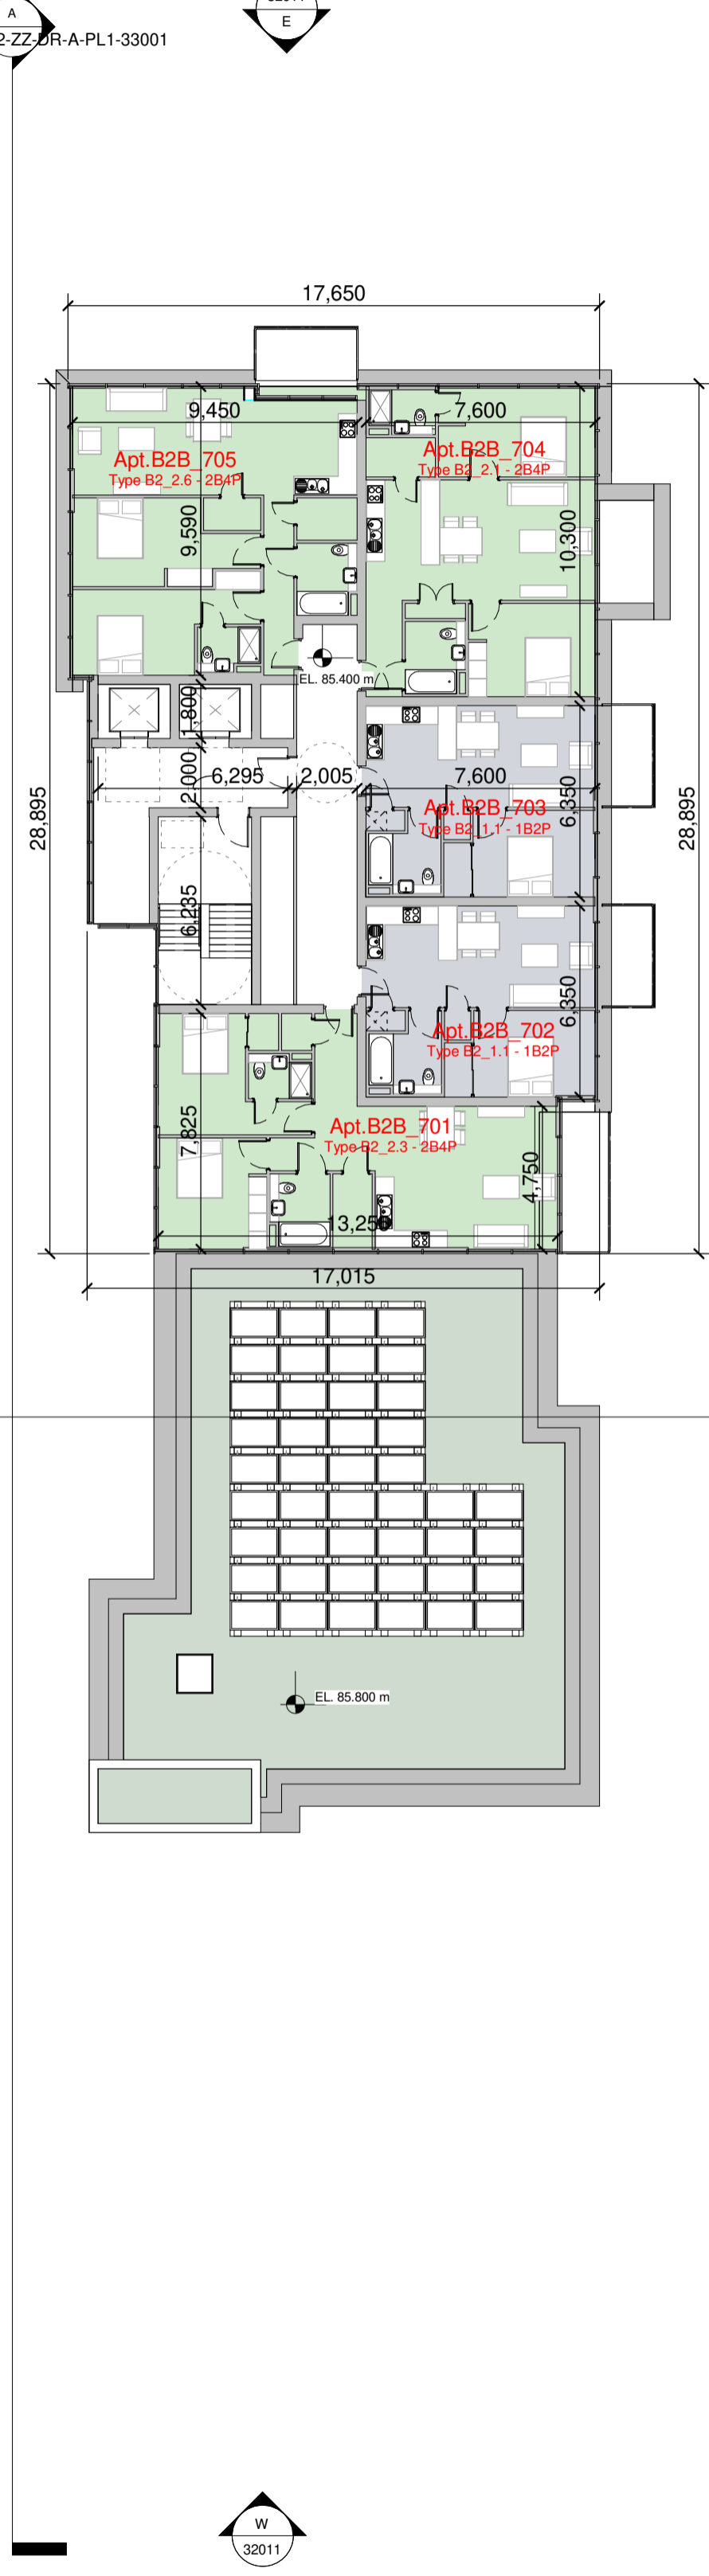 A
E
2-ZZ-DR-A-PL1-33001
17,650
9,450
7,600
Apt.B2B_705
Type B2_2.6 - 2B4P
Apt.B2B_704
Type B2_2.1 - 2B4P
9,590
10,300
EL. 85.400 m
1,800
2,000
6,295
2,005
7,600
Apt.B2B_703
Type B2_1.1 - 1B2P
6,350
28,895
28,895
6,235
6,350
Apt.B2B_702
Type B2_1.1 - 1B2P
7,825
Apt.B2B_701
Type B2_2.3 - 2B4P
4,750
13,250
17,015
EL. 85.800 m
W
32011